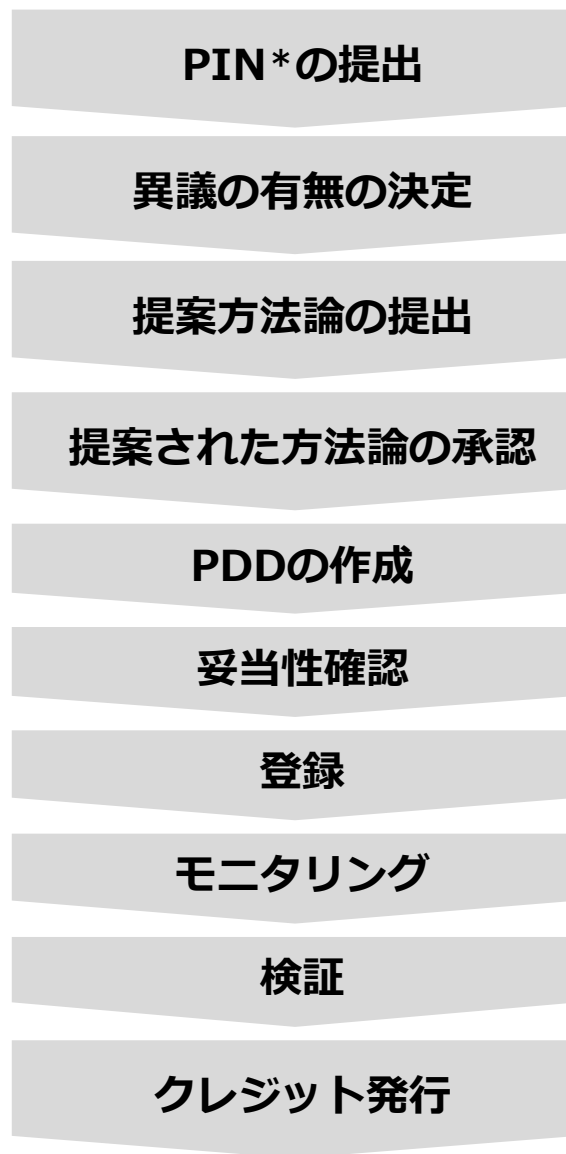 PIN*の提出
異議の有無の決定
提案方法論の提出
提案された方法論の承認
PDDの作成
妥当性確認
登録
モニタリング
検証
クレジット発行